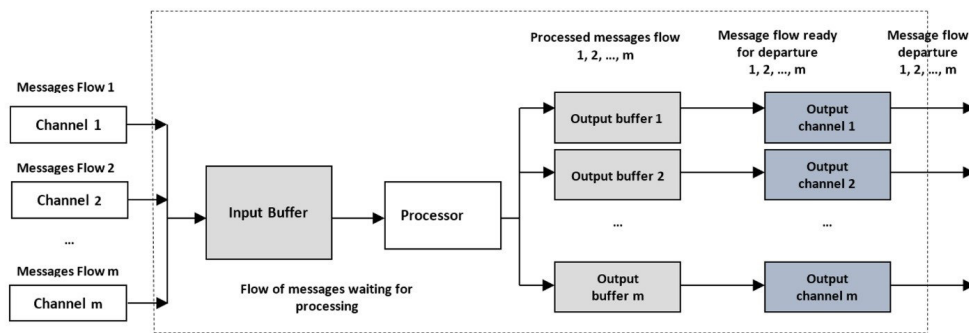 Processed messages flow
1, 2, ..., m
Message flow ready
for departure
1, 2, ..., m
Message flow
departure
1, 2, ..., m
Messages Flow 1
Channel 1
Messages Flow 2
Channel 2
...
Messages Flow m
Channel m
Input Buffer
Flow of messages waiting for
processing
Processor
Output buffer 1
Output buffer 2
...
Output
buffer m
Output
channel 1
Output
channel 2
...
Output
channel m